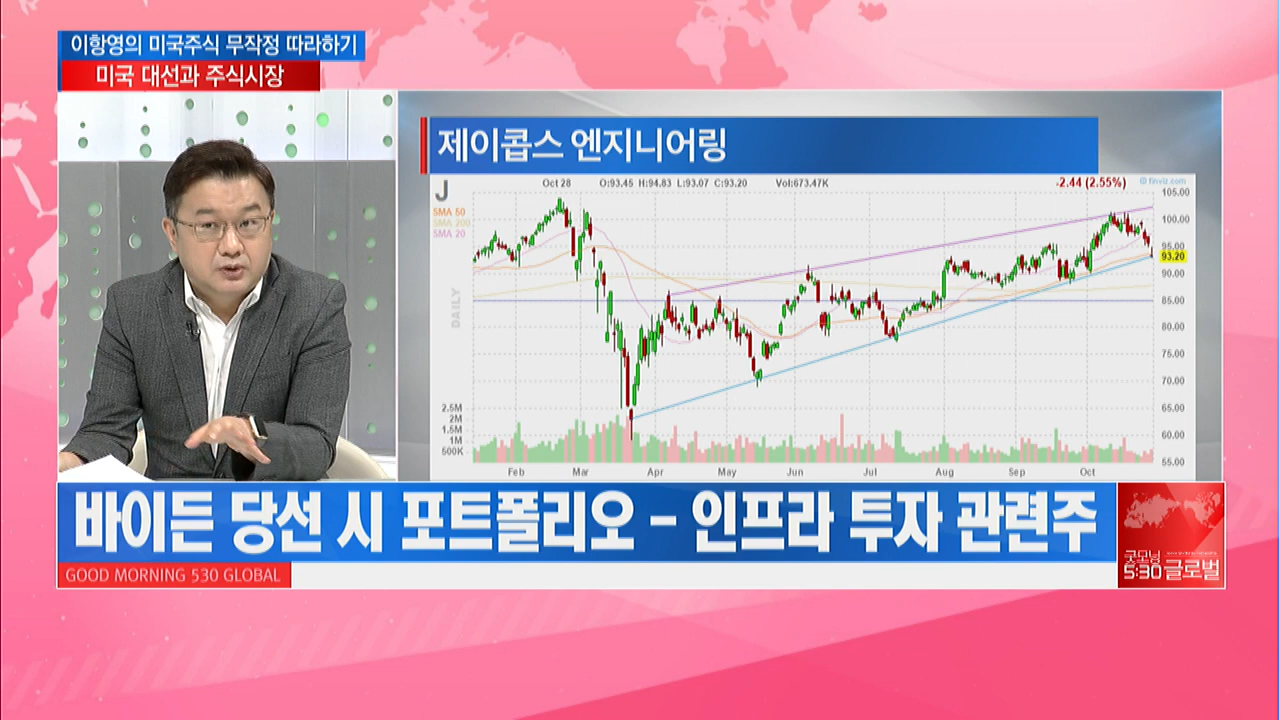 이항영의 미국주식 무작정 따라하기
미국 대선과 주식시장
제이콥스 엔지니어링
J
Oct 28 O:93.45 H:94.83 L:93.07 C:93.20 Vol:673.47K
-2.44 (2.55%)
© finviz.com
SMA 50
SMA 200
SMA 20
DAILY
105.00
100.00
95.00
93.20
90.00
85.00
80.00
75.00
70.00
65.00
60.00
55.00
2.5M
2M
1.5M
1M
500K
Feb Mar Apr May Jun Jul Aug Sep Oct
바이든 당선 시 포트폴리오 - 인프라 투자 관련주
GOOD MORNING 530 GLOBAL
굿모닝
5:30 글로벌